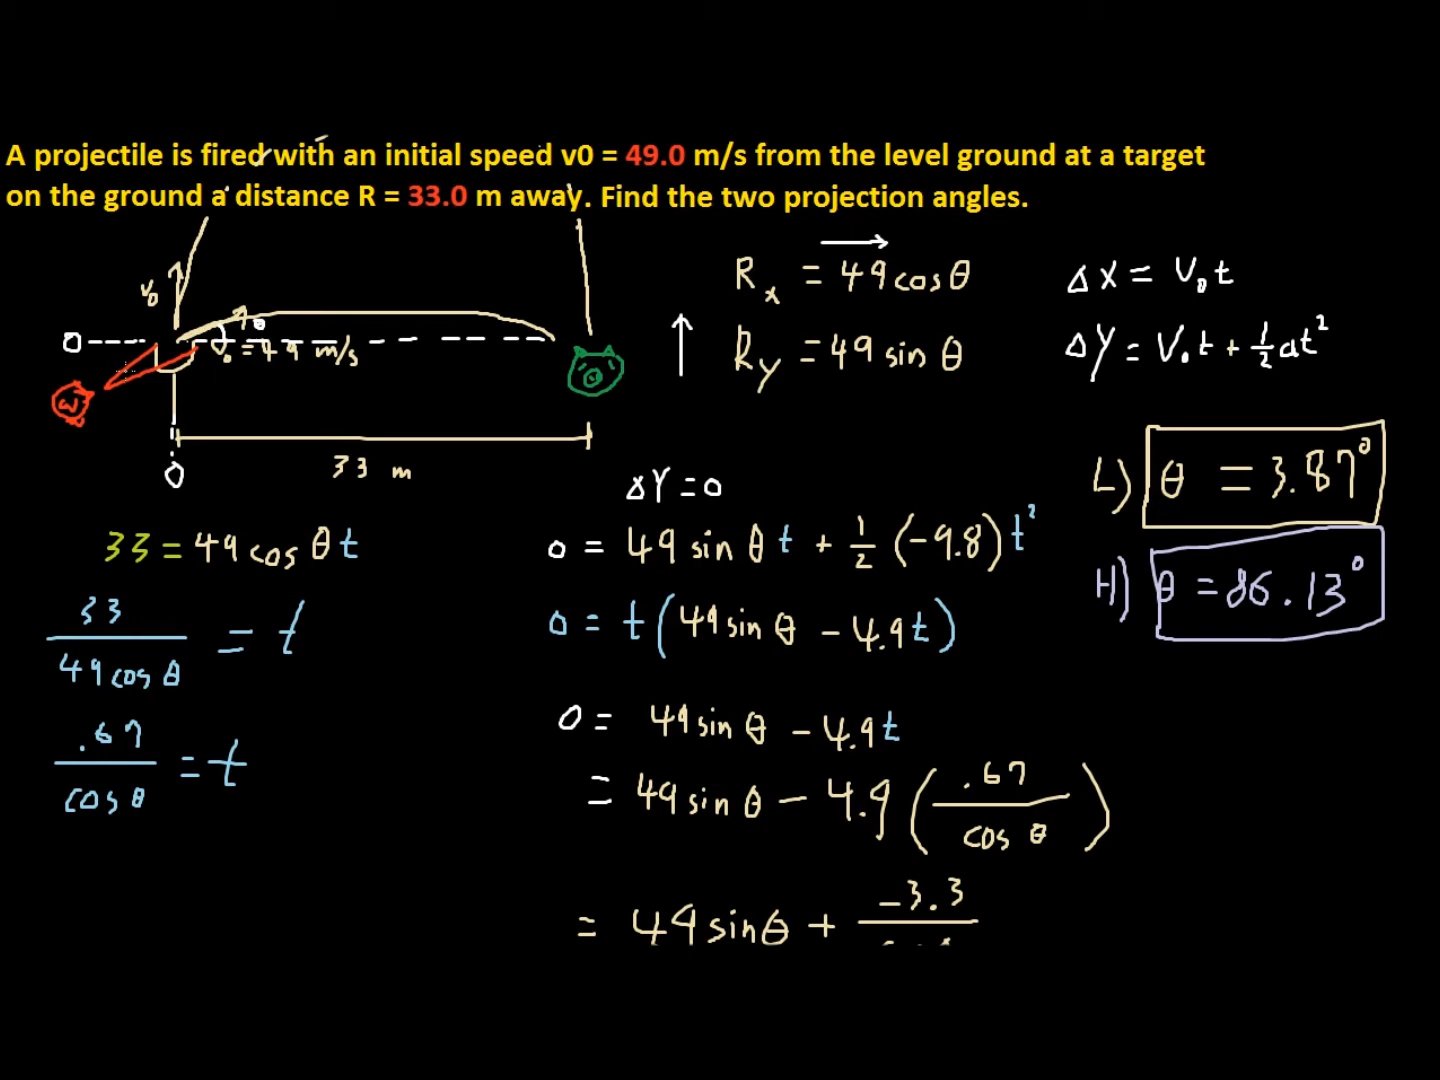 A projectile is fired with an initial speed v0 = 49.0 m/s from the level ground at a target
on the ground a distance R = 33.0 m away. Find the two projection angles.
v₀
0
θ
v₀ = 49 m/s
0
33 m
Rₓ = 49 cos θ
Ry = 49 sin θ
Δx = V₀t
ΔY = V₀t + ½at²
L) θ = 3.87°
H) θ = 86.13°
33 = 49 cos θ t
33 / 49 cos θ = t
.67 / cos θ = t
ΔY = 0
0 = 49 sin θ t + ½ (-9.8) t²
0 = t (49 sin θ - 4.9t)
0 = 49 sin θ - 4.9t
= 49 sin θ - 4.9 (.67 / cos θ)
= 49 sin θ + -3.3